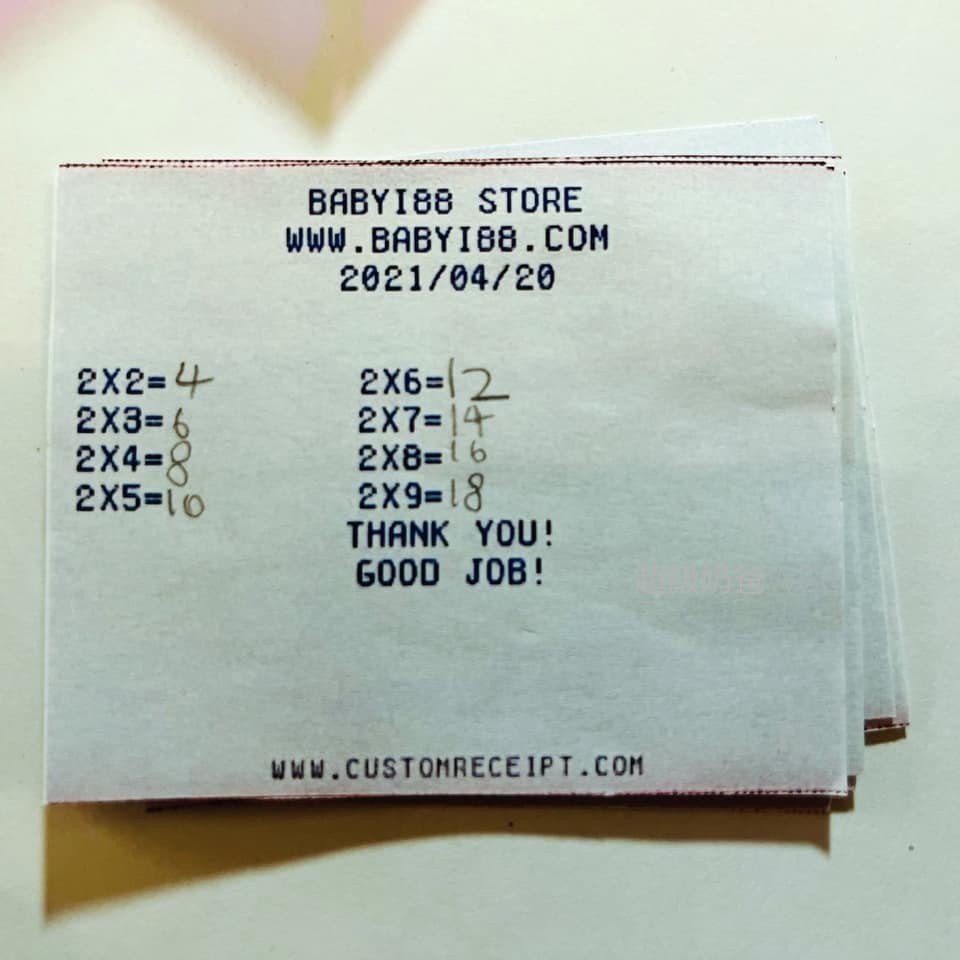 BABYI88 STORE
WWW.BABYI88.COM
2021/04/20
2X2=4 2X6=12
2X3=6 2X7=14
2X4=8 2X8=16
2X5=10 2X9=18
THANK YOU!
GOOD JOB!
WWW.CUSTOMRECEIPT.COM